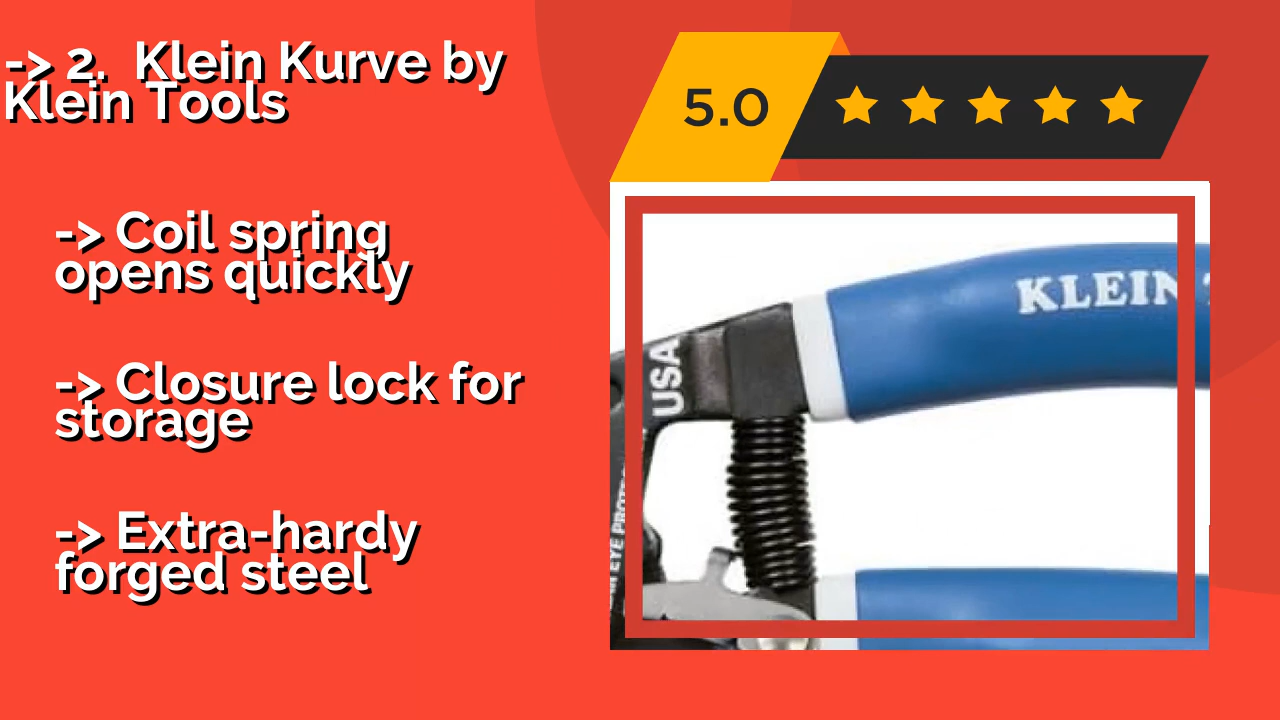 -> 2.  Klein Kurve by
Klein Tools
5.0
-> Coil spring
opens quickly
-> Closure lock for
storage
-> Extra-hardy
forged steel
KLEIN
USA
EYE